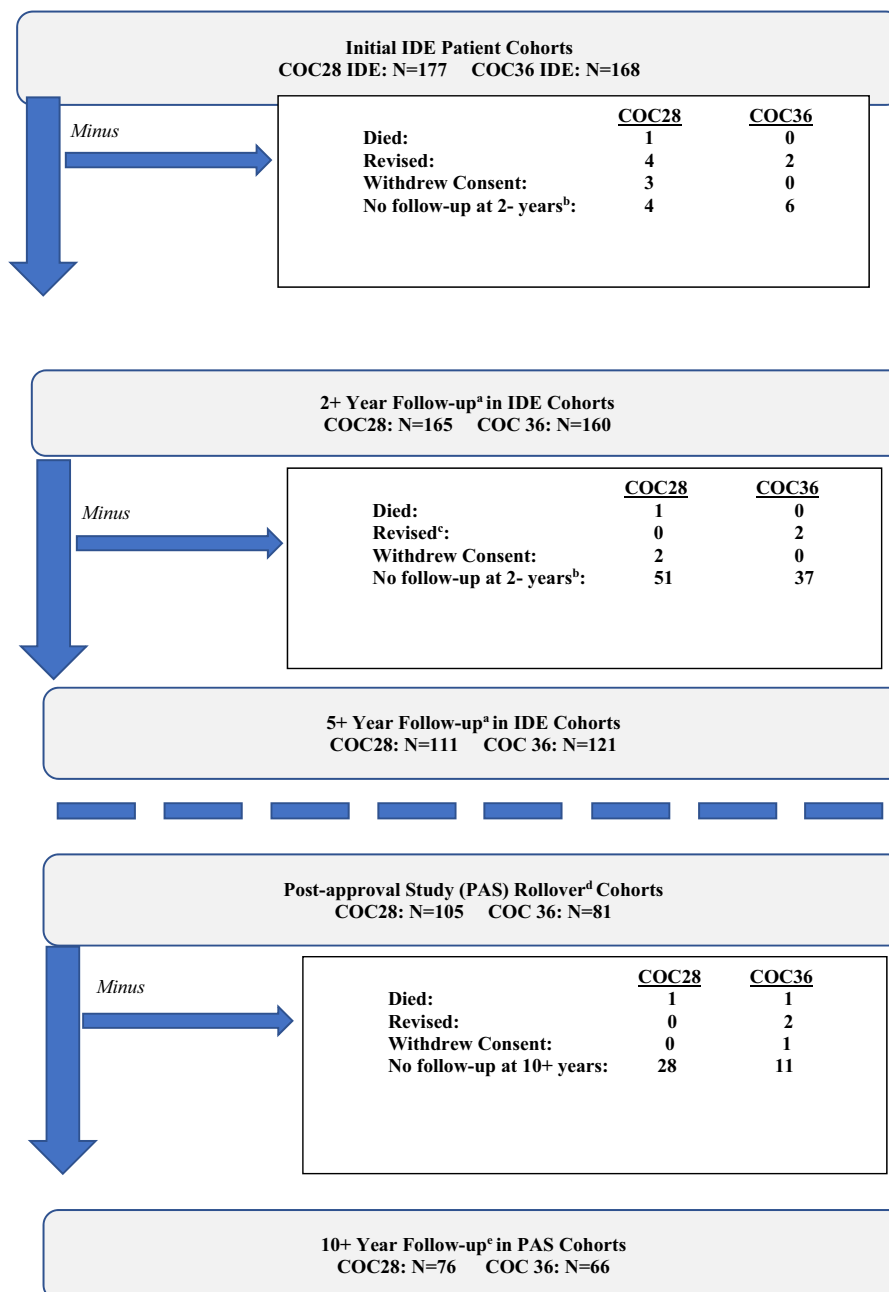 Initial IDE Patient Cohorts
COC28 IDE: N=177 COC36 IDE: N=168
Minus
COC28 COC36
Died: 1 0
Revised: 4 2
Withdrew Consent: 3 0
No follow-up at 2- yearsᵇ: 4 6
2+ Year Follow-upᵃ in IDE Cohorts
COC28: N=165 COC 36: N=160
Minus
COC28 COC36
Died: 1 0
Revisedᶜ: 0 2
Withdrew Consent: 2 0
No follow-up at 2- yearsᵇ: 51 37
5+ Year Follow-upᵃ in IDE Cohorts
COC28: N=111 COC 36: N=121
Post-approval Study (PAS) Rolloverᵈ Cohorts
COC28: N=105 COC 36: N=81
Minus
COC28 COC36
Died: 1 1
Revised: 0 2
Withdrew Consent: 0 1
No follow-up at 10+ years: 28 11
10+ Year Follow-upᵉ in PAS Cohorts
COC28: N=76 COC 36: N=66